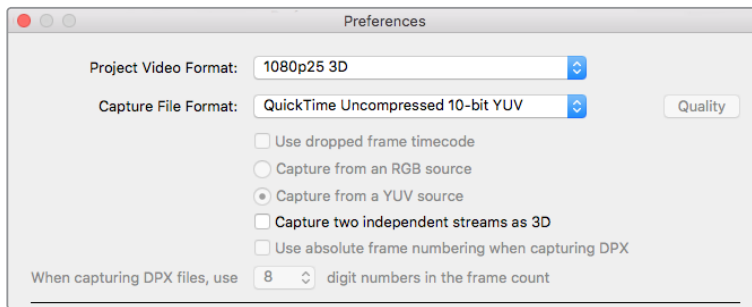 Preferences
Project Video Format: 1080p25 3D
Capture File Format: QuickTime Uncompressed 10-bit YUV Quality
Use dropped frame timecode
Capture from an RGB source
Capture from a YUV source
Capture two independent streams as 3D
Use absolute frame numbering when capturing DPX
When capturing DPX files, use 8 digit numbers in the frame count